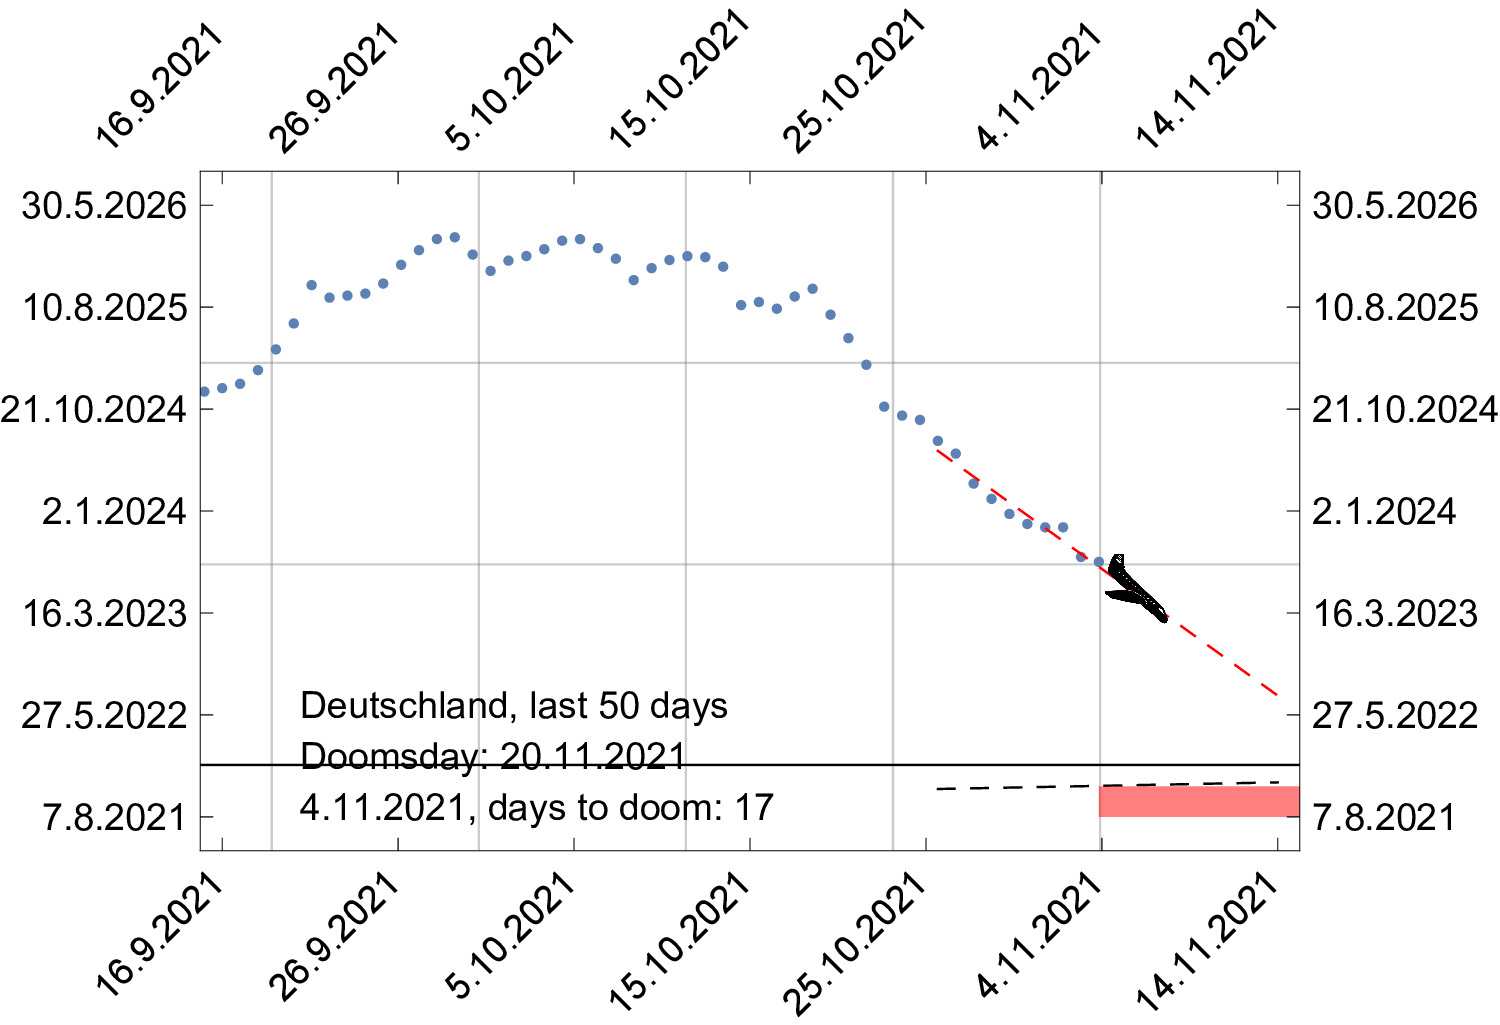 16.9.2021 26.9.2021 5.10.2021 15.10.2021 25.10.2021 4.11.2021 14.11.2021
30.5.2026 30.5.2026
10.8.2025 10.8.2025
21.10.2024 21.10.2024
2.1.2024 2.1.2024
16.3.2023 16.3.2023
Deutschland, last 50 days
27.5.2022 27.5.2022
Doomsday: 20.11.2021
4.11.2021, days to doom: 17
7.8.2021 7.8.2021
16.9.2021 26.9.2021 5.10.2021 15.10.2021 25.10.2021 4.11.2021 14.11.2021